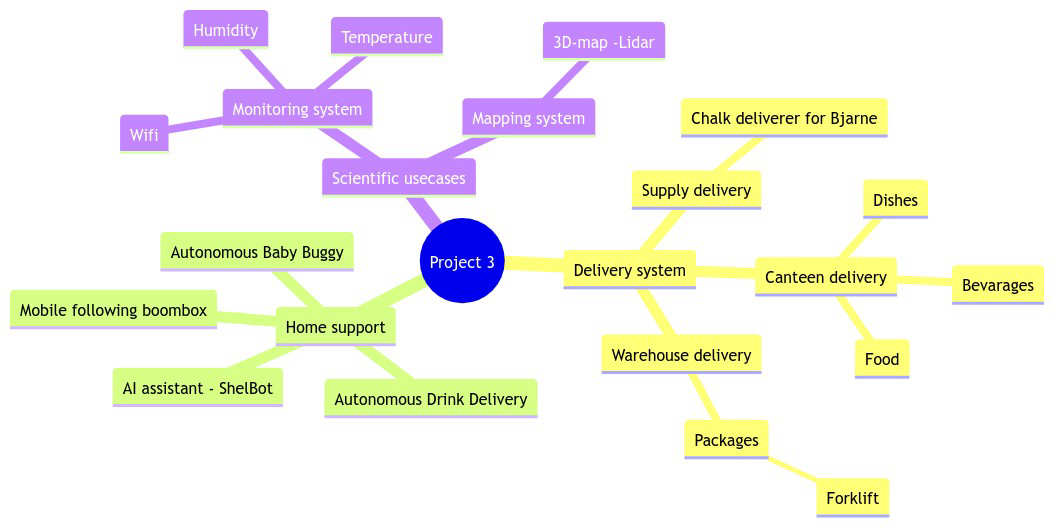 Humidity
Temperature
3D-map -Lidar
Monitoring system
Mapping system
Wifi
Scientific usecases
Chalk deliverer for Bjarne
Supply delivery
Dishes
Autonomous Baby Buggy
Project 3
Delivery system
Canteen delivery
Bevarages
Mobile following boombox
Home support
Warehouse delivery
Food
AI assistant - ShelBot
Autonomous Drink Delivery
Packages
Forklift